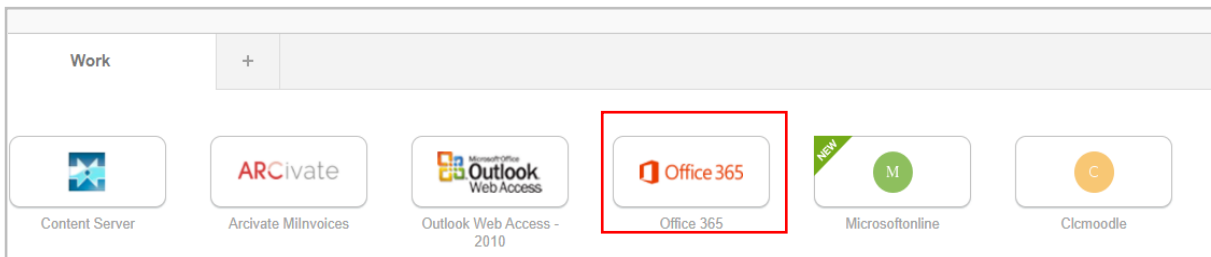 Work +
ARCivate
Microsoft Office
Outlook
Web Access
Office 365
NEW
M
C
Content Server
Arcivate MiInvoices
Outlook Web Access -
2010
Office 365
Microsoftonline
Clcmoodle